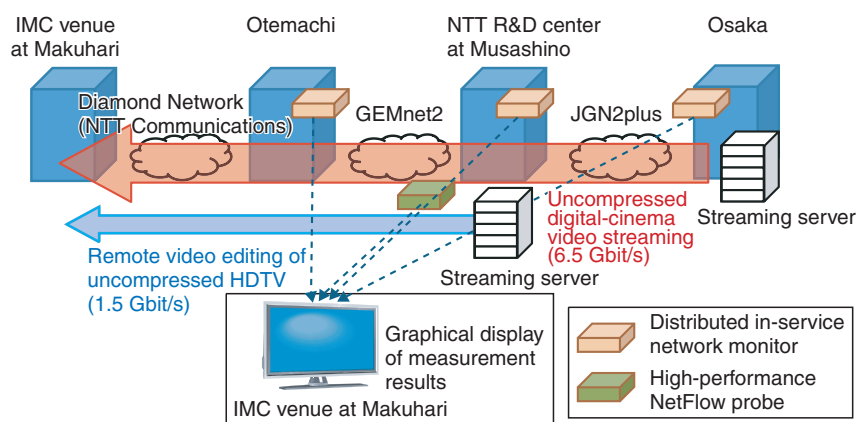 IMC venue
at Makuhari
Otemachi
NTT R&D center
at Musashino
Osaka
Diamond Network
(NTT Communications)
GEMnet2
JGN2plus
Uncompressed
digital-cinema
video streaming
(6.5 Gbit/s)
Streaming server
Remote video editing of
uncompressed HDTV
(1.5 Gbit/s)
Streaming server
Graphical display
of measurement
results
IMC venue at Makuhari
Distributed in-service
network monitor
High-performance
NetFlow probe